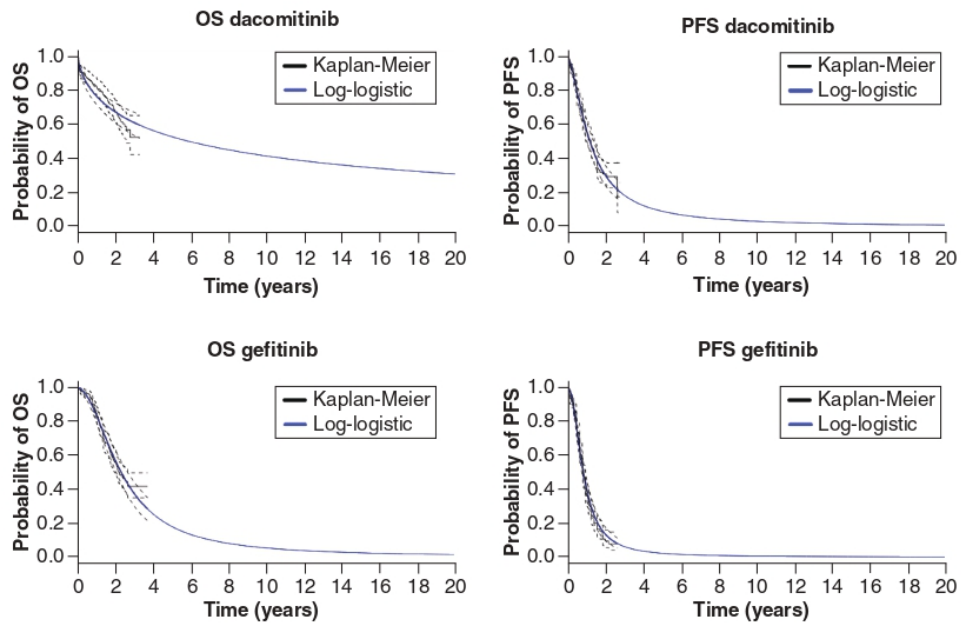 OS dacomitinib
Probability of OS
1.0
0.8
0.6
0.4
0.2
0.0
Kaplan-Meier
Log-logistic
0 2 4 6 8 10 12 14 16 18 20
Time (years)
PFS dacomitinib
Probability of PFS
1.0
0.8
0.6
0.4
0.2
0.0
Kaplan-Meier
Log-logistic
0 2 4 6 8 10 12 14 16 18 20
Time (years)
OS gefitinib
Probability of OS
1.0
0.8
0.6
0.4
0.2
0.0
Kaplan-Meier
Log-logistic
0 2 4 6 8 10 12 14 16 18 20
Time (years)
PFS gefitinib
Probability of PFS
1.0
0.8
0.6
0.4
0.2
0.0
Kaplan-Meier
Log-logistic
0 2 4 6 8 10 12 14 16 18 20
Time (years)